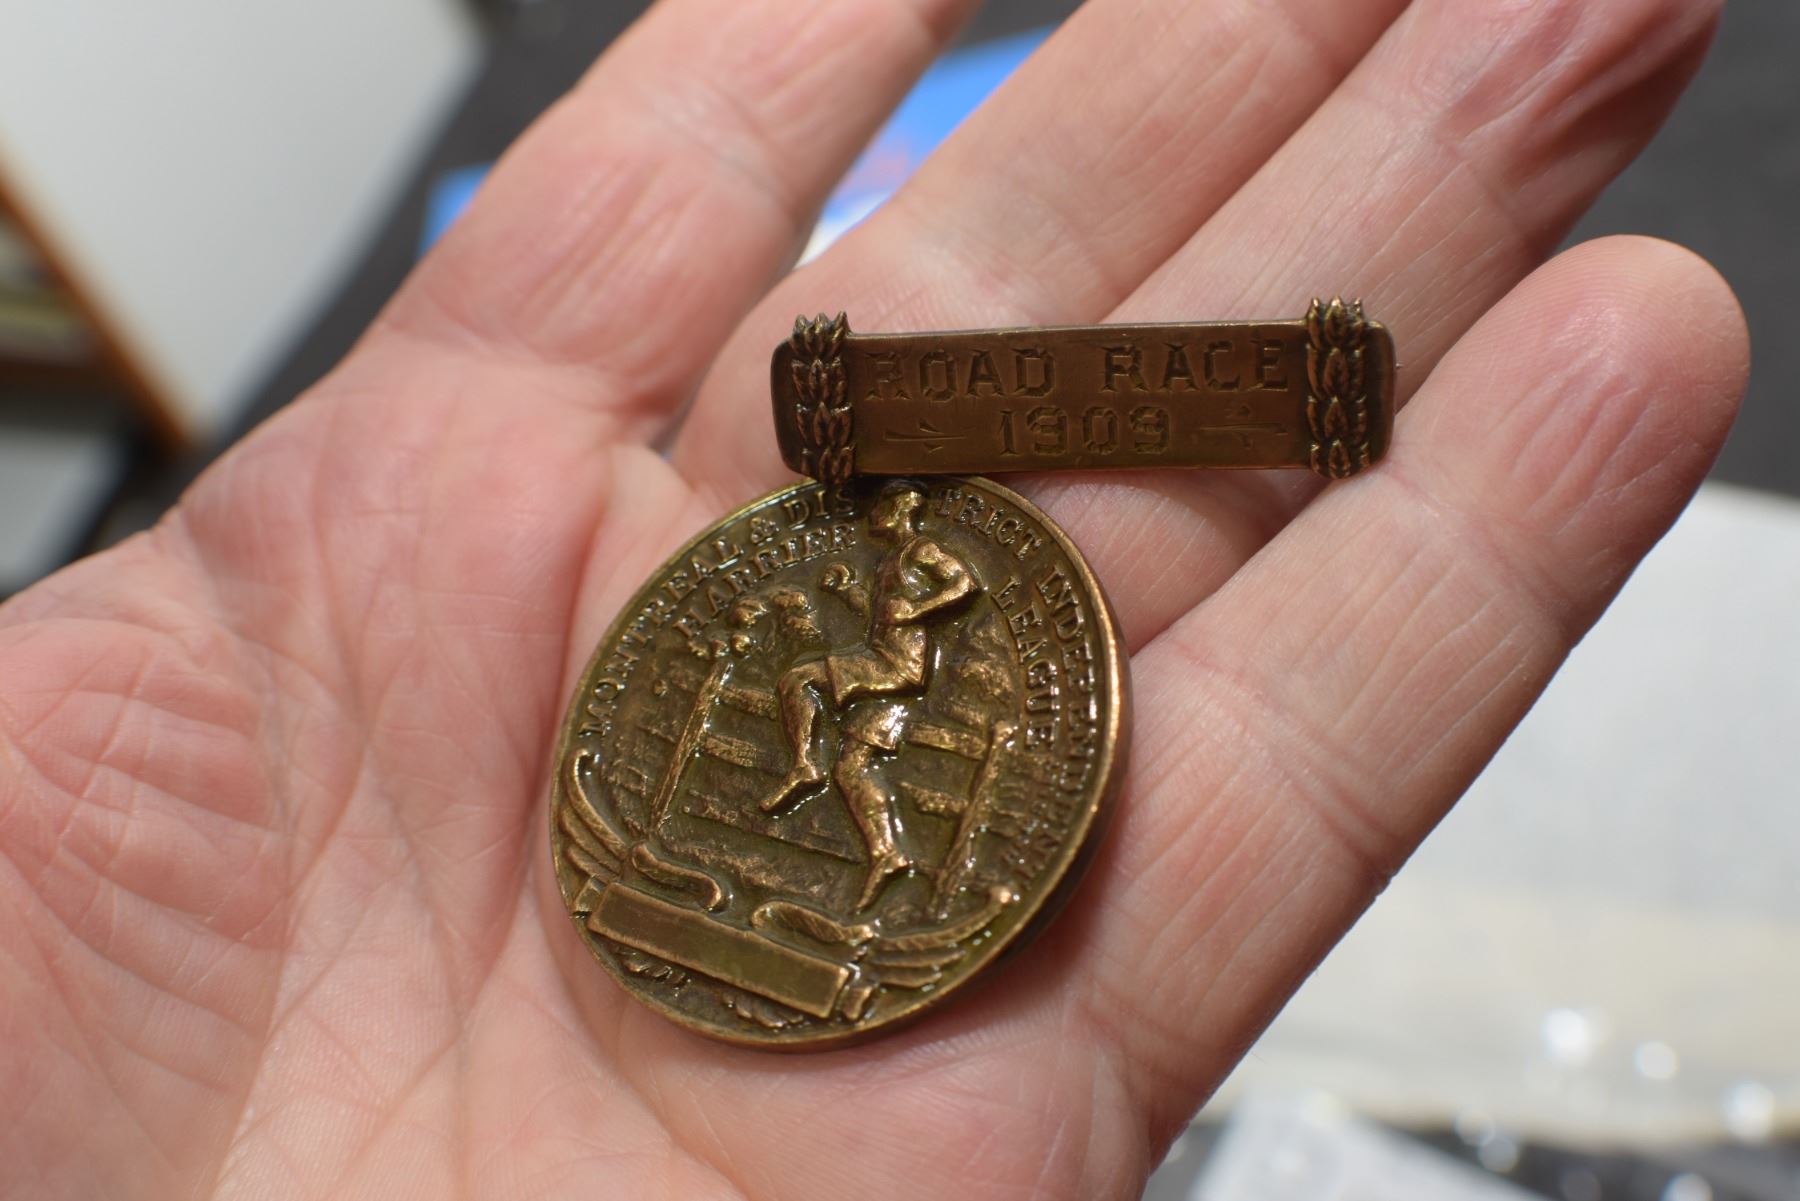 ROAD RACE
1909
MONTREAL & DISTRICT INDEPENDENT
HARRIER LEAGUE